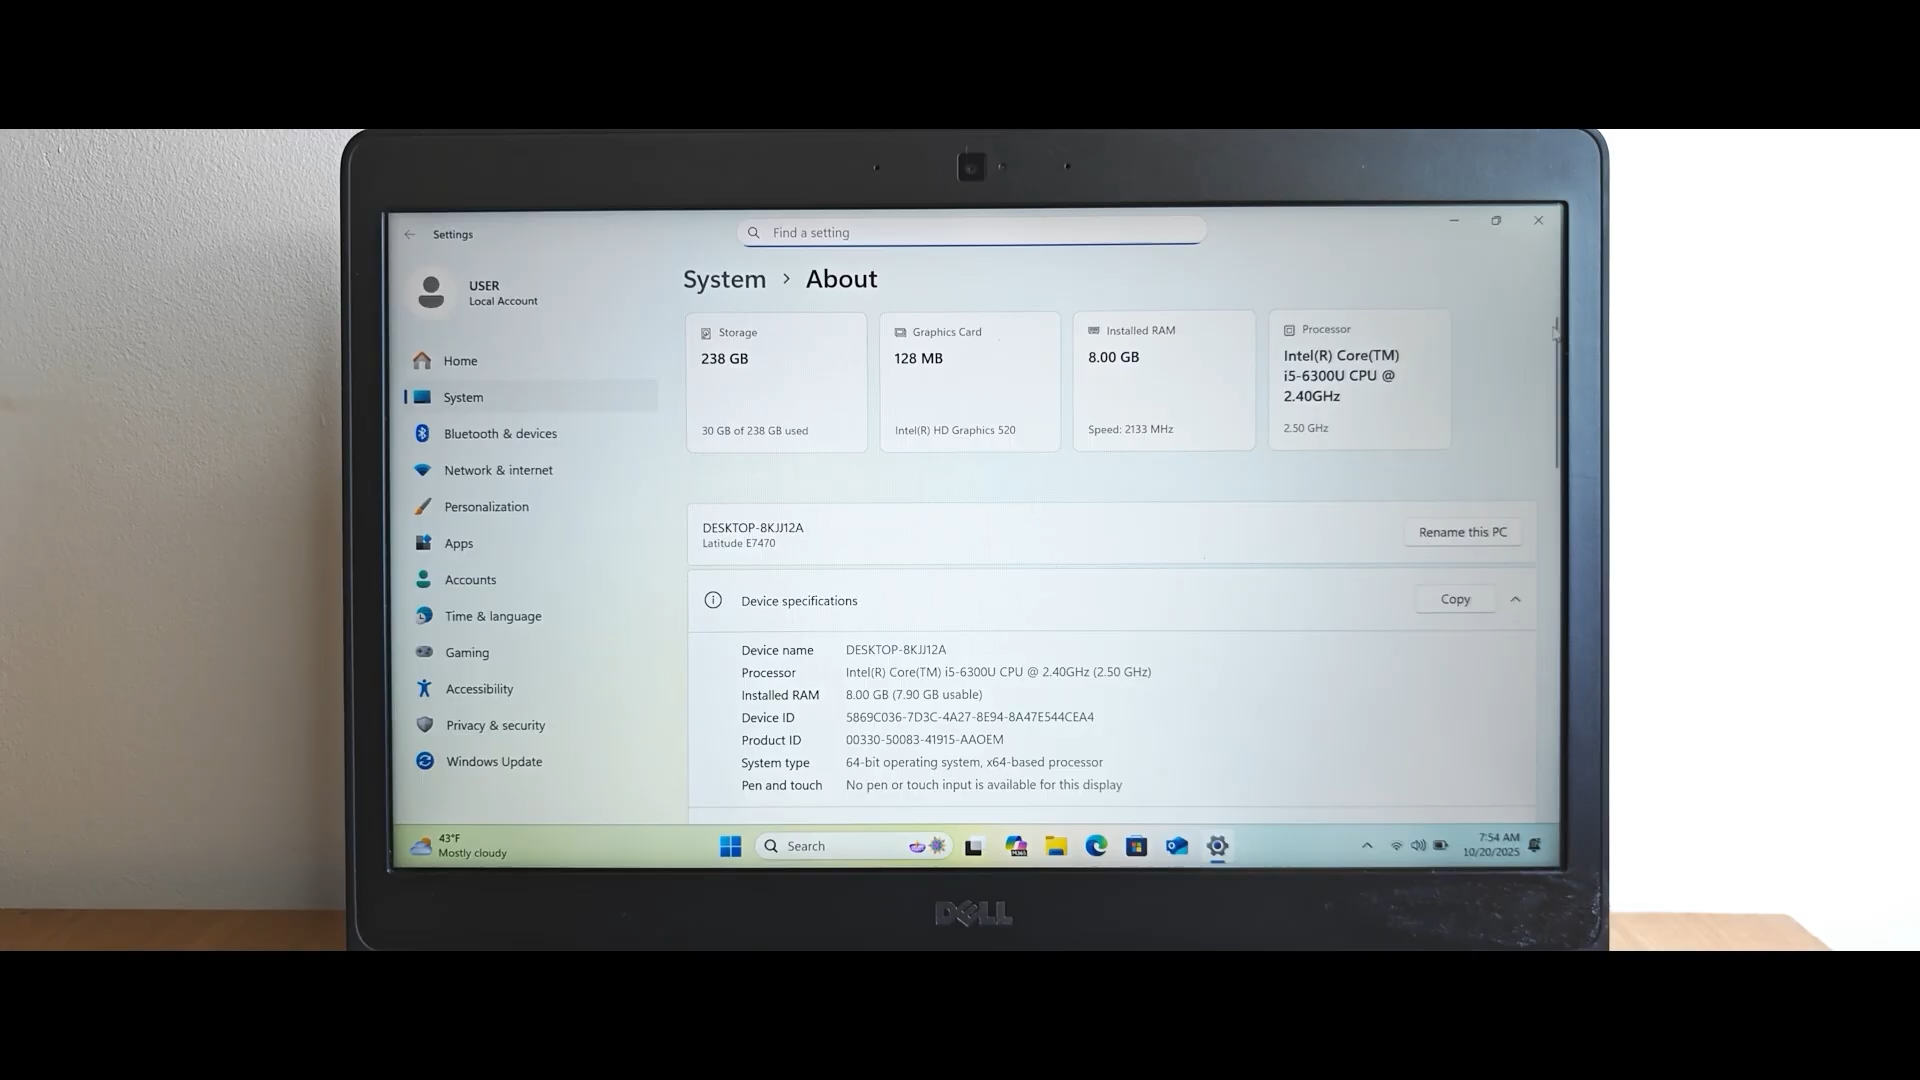 Settings
Find a setting
USER
Local Account
Home
System
Bluetooth & devices
Network & internet
Personalization
Apps
Accounts
Time & language
Gaming
Accessibility
Privacy & security
Windows Update
System > About
Storage
238 GB
30 GB of 238 GB used
Graphics Card
128 MB
Intel(R) HD Graphics 520
Installed RAM
8.00 GB
Speed: 2133 MHz
Processor
Intel(R) Core(TM)
i5-6300U CPU @
2.40GHz
2.50 GHz
DESKTOP-8KJJ12A
Latitude E7470
Rename this PC
Device specifications
Copy
Device name DESKTOP-8KJJ12A
Processor Intel(R) Core(TM) i5-6300U CPU @ 2.40GHz (2.50 GHz)
Installed RAM 8.00 GB (7.90 GB usable)
Device ID 5869C036-7D3C-4A27-8E94-8A47E544CEA4
Product ID 00330-50083-41915-AAOEM
System type 64-bit operating system, x64-based processor
Pen and touch No pen or touch input is available for this display
43°F
Mostly cloudy
Search
7:54 AM
10/20/2025
DELL